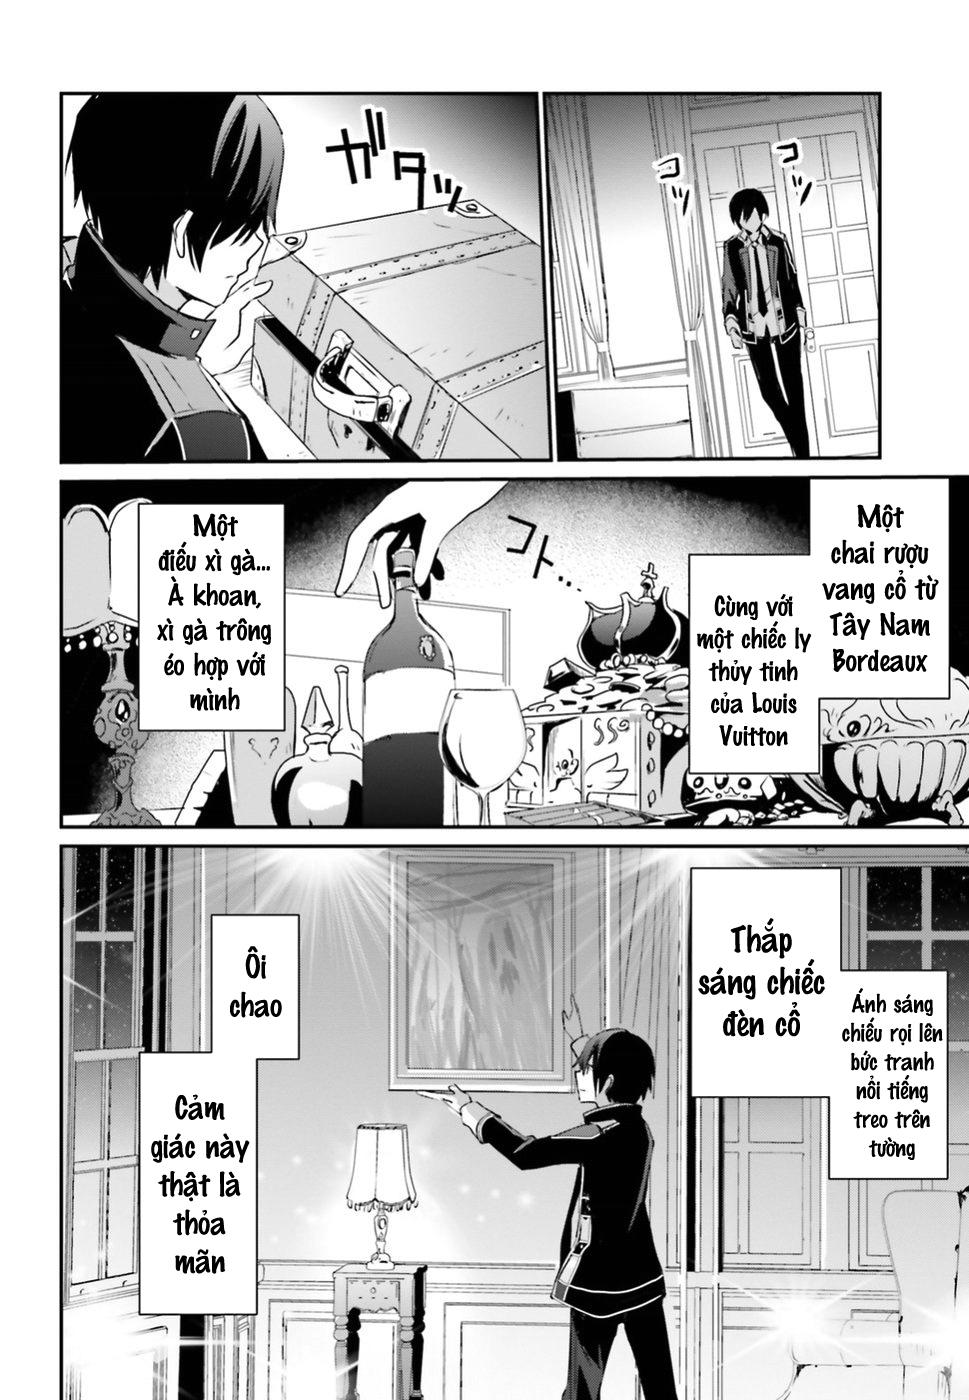 コツ
コツ
ガタッ
Một
chai rượu
vang cổ từ
Tây Nam
Bordeaux
Cùng với
một chiếc ly
thủy tinh
của Louis
Vuitton
コト…
Một
điếu xì gà...
À khoan,
xì gà trông
éo hợp với
mình
Thắp
sáng chiếc
đèn cổ
Ánh sáng
chiếu rọi lên
bức tranh
nổi tiếng
treo trên
tường
Ôi
chao
Cảm
giác này
thật là
thỏa
mãn